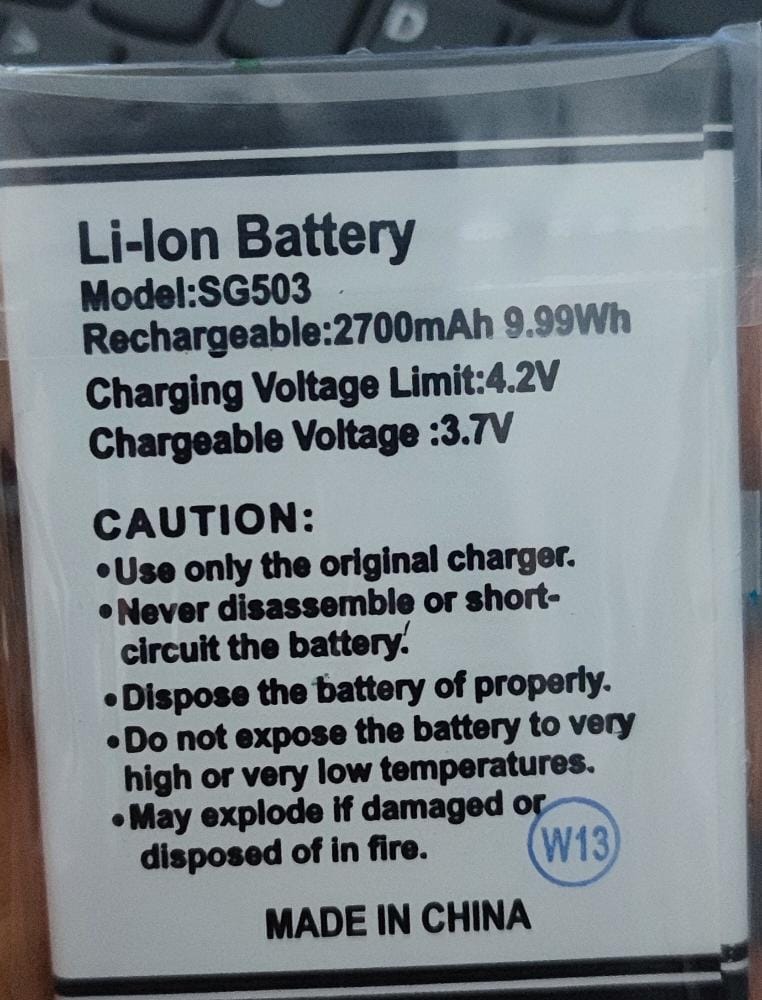 D
Li-Ion Battery
Model:SG503
Rechargeable:2700mAh 9.99Wh
Charging Voltage Limit:4.2V
Chargeable Voltage :3.7V
CAUTION:
•Use only the original charger.
•Never disassemble or short-
circuit the battery.
•Dispose the battery of properly.
•Do not expose the battery to very
high or very low temperatures.
•May explode if damaged or
disposed of in fire.
W13
MADE IN CHINA